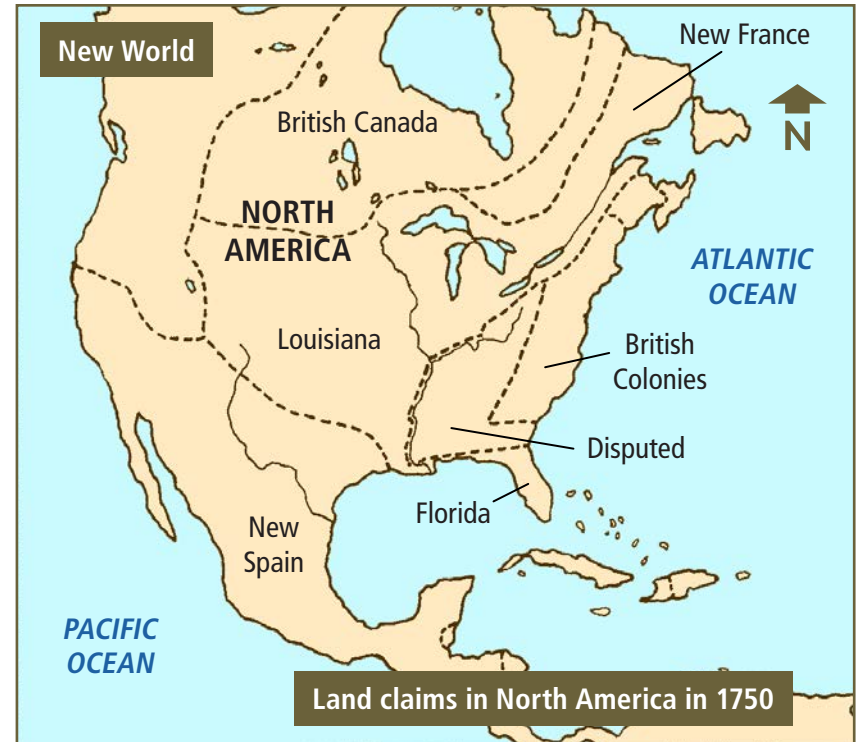 New World
New France
N
British Canada
NORTH
AMERICA
ATLANTIC
OCEAN
Louisiana
British
Colonies
Disputed
Florida
New
Spain
PACIFIC
OCEAN
Land claims in North America in 1750